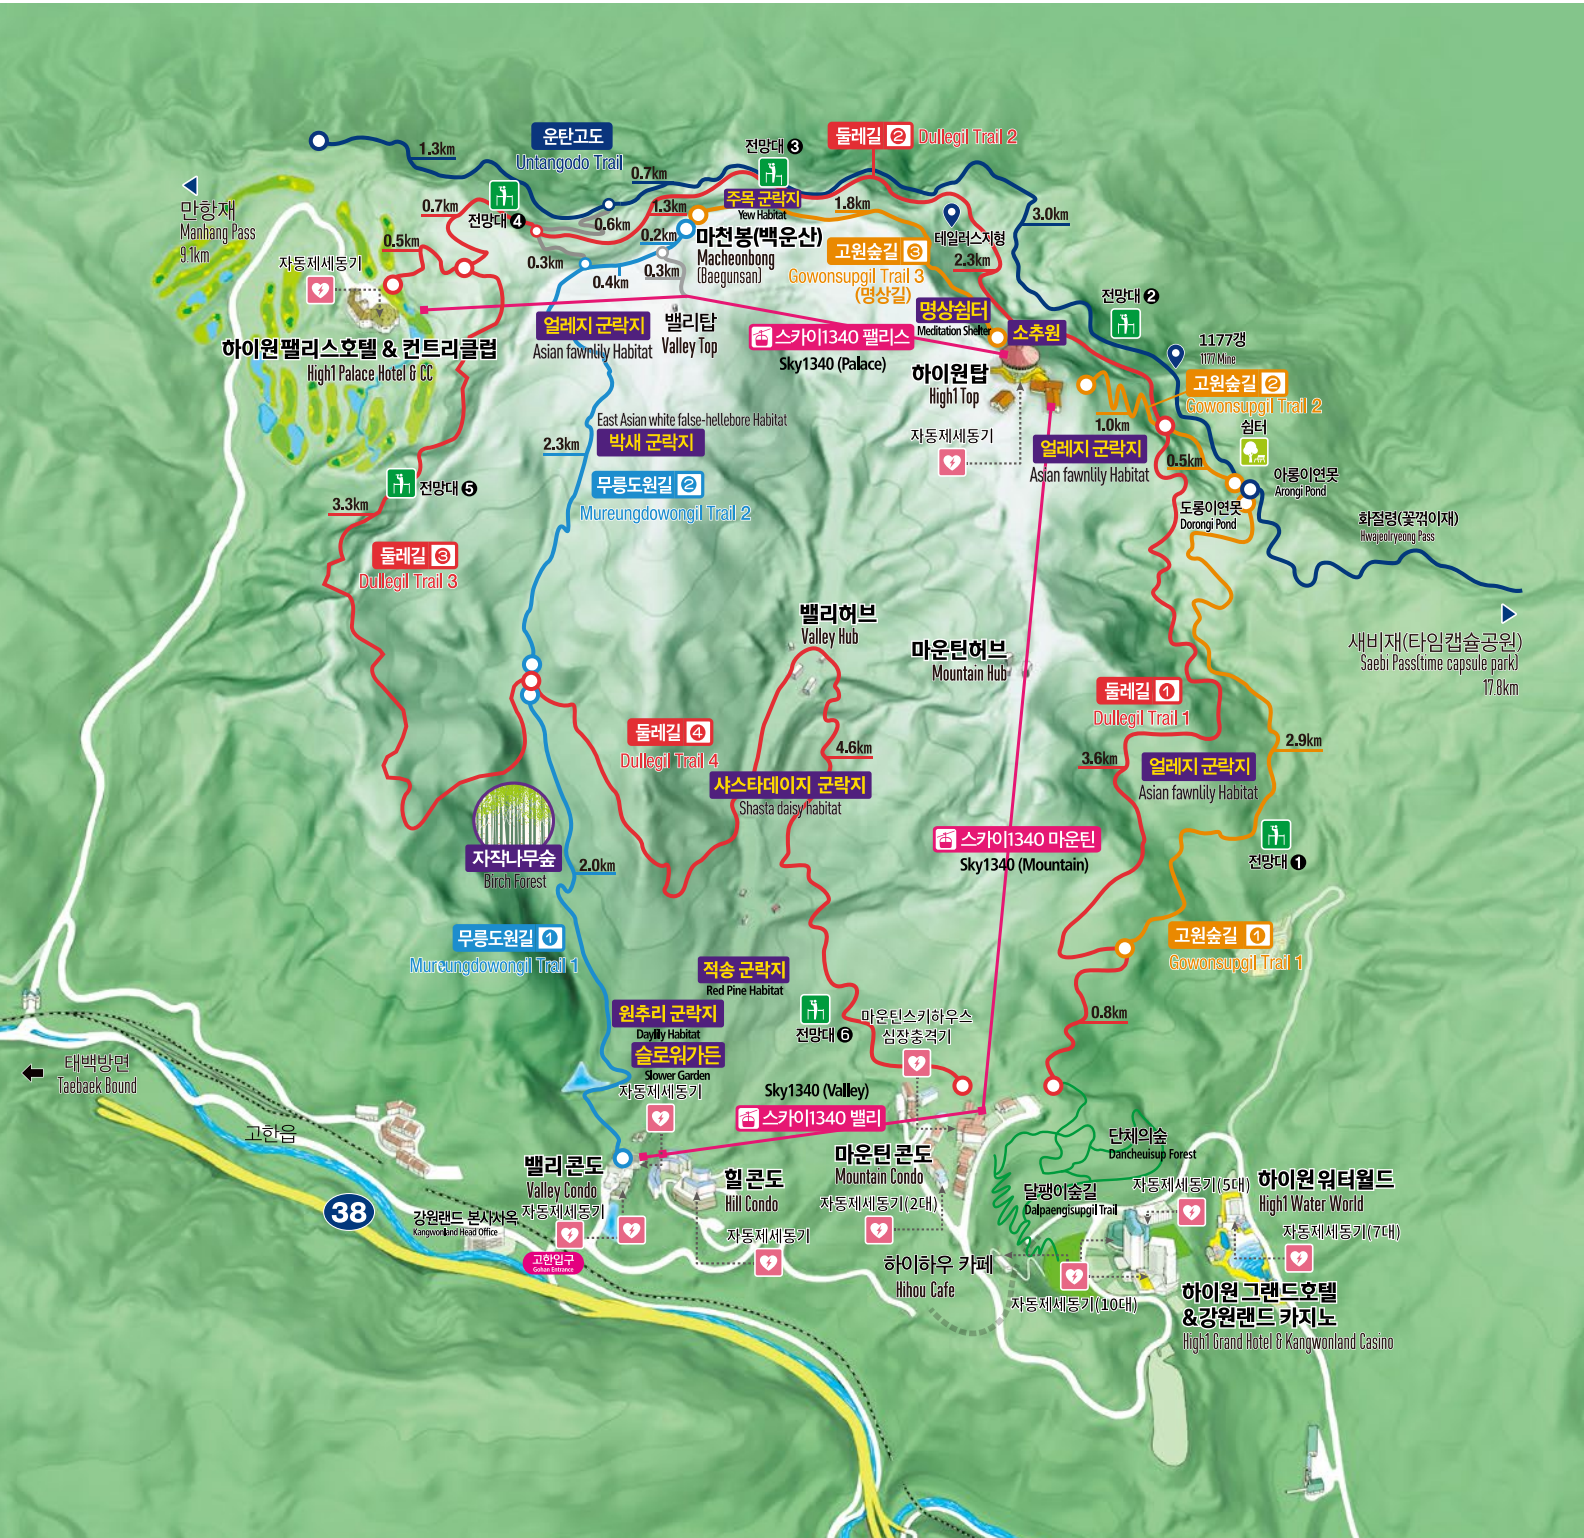 운탄고도
Untangodo Trail
1.3km
만항재
Manhang Pass
9.1km
전망대 ④
0.7km
0.5km
자동제세동기
하이원팰리스호텔 & 컨트리클럽
High1 Palace Hotel & CC
0.7km
0.6km
1.3km
0.2km
0.3km
0.4km
0.3km
전망대 ③
주목 군락지
Yew Habitat
마천봉(백운산)
Macheonbong
(Baegunsan)
둘레길 ②
Dullegil Trail 2
1.8km
고원숲길 ③
Gowonsupgil Trail 3
(명상길)
테일러스지형
2.3km
3.0km
얼레지 군락지
Asian fawnlily Habitat
밸리탑
Valley Top
스카이1340 팰리스
Sky1340 (Palace)
명상쉼터
Meditation Shelter
소추원
하이원탑
High1 Top
자동제세동기
전망대 ②
1177갱
1177 Mine
고원숲길 ②
Gowonsupgil Trail 2
1.0km
쉼터
얼레지 군락지
Asian fawnlily Habitat
0.5km
아롱이연못
Arongi Pond
도롱이연못
Dorongi Pond
화절령(꽃꺾이재)
Hwajeolryeong Pass
새비재(타임캡슐공원)
Saebi Pass(time capsule park)
17.8km
East Asian white false-hellebore Habitat
박새 군락지
2.3km
무릉도원길 ②
Mureungdowongil Trail 2
전망대 ⑤
3.3km
둘레길 ③
Dullegil Trail 3
밸리허브
Valley Hub
마운틴허브
Mountain Hub
둘레길 ①
Dullegil Trail 1
둘레길 ④
Dullegil Trail 4
4.6km
샤스타데이지 군락지
Shasta daisy habitat
3.6km
2.9km
얼레지 군락지
Asian fawnlily Habitat
전망대 ①
스카이1340 마운틴
Sky1340 (Mountain)
자작나무숲
Birch Forest
2.0km
무릉도원길 ①
Mureungdowongil Trail 1
고원숲길 ①
Gowonsupgil Trail 1
적송 군락지
Red Pine Habitat
원추리 군락지
Daylily Habitat
슬로워가든
Slower Garden
자동제세동기
전망대 ⑥
마운틴스키하우스
심장충격기
0.8km
Sky1340 (Valley)
스카이1340 밸리
태백방면
Taebaek Bound
고한읍
38
밸리 콘도
Valley Condo
자동제세동기
힐 콘도
Hill Condo
자동제세동기
강원랜드 본사사옥
Kangwonland Head Office
고한입구
Gohan Entrance
마운틴 콘도
Mountain Condo
자동제세동기(2대)
하이하우 카페
Hihou Cafe
단체의숲
Dancheuisup Forest
달팽이숲길
Dalpaengisupgil Trail
자동제세동기(5대)
하이원 워터월드
High1 Water World
자동제세동기(7대)
자동제세동기(10대)
하이원 그랜드호텔
&강원랜드 카지노
High1 Grand Hotel & Kangwonland Casino